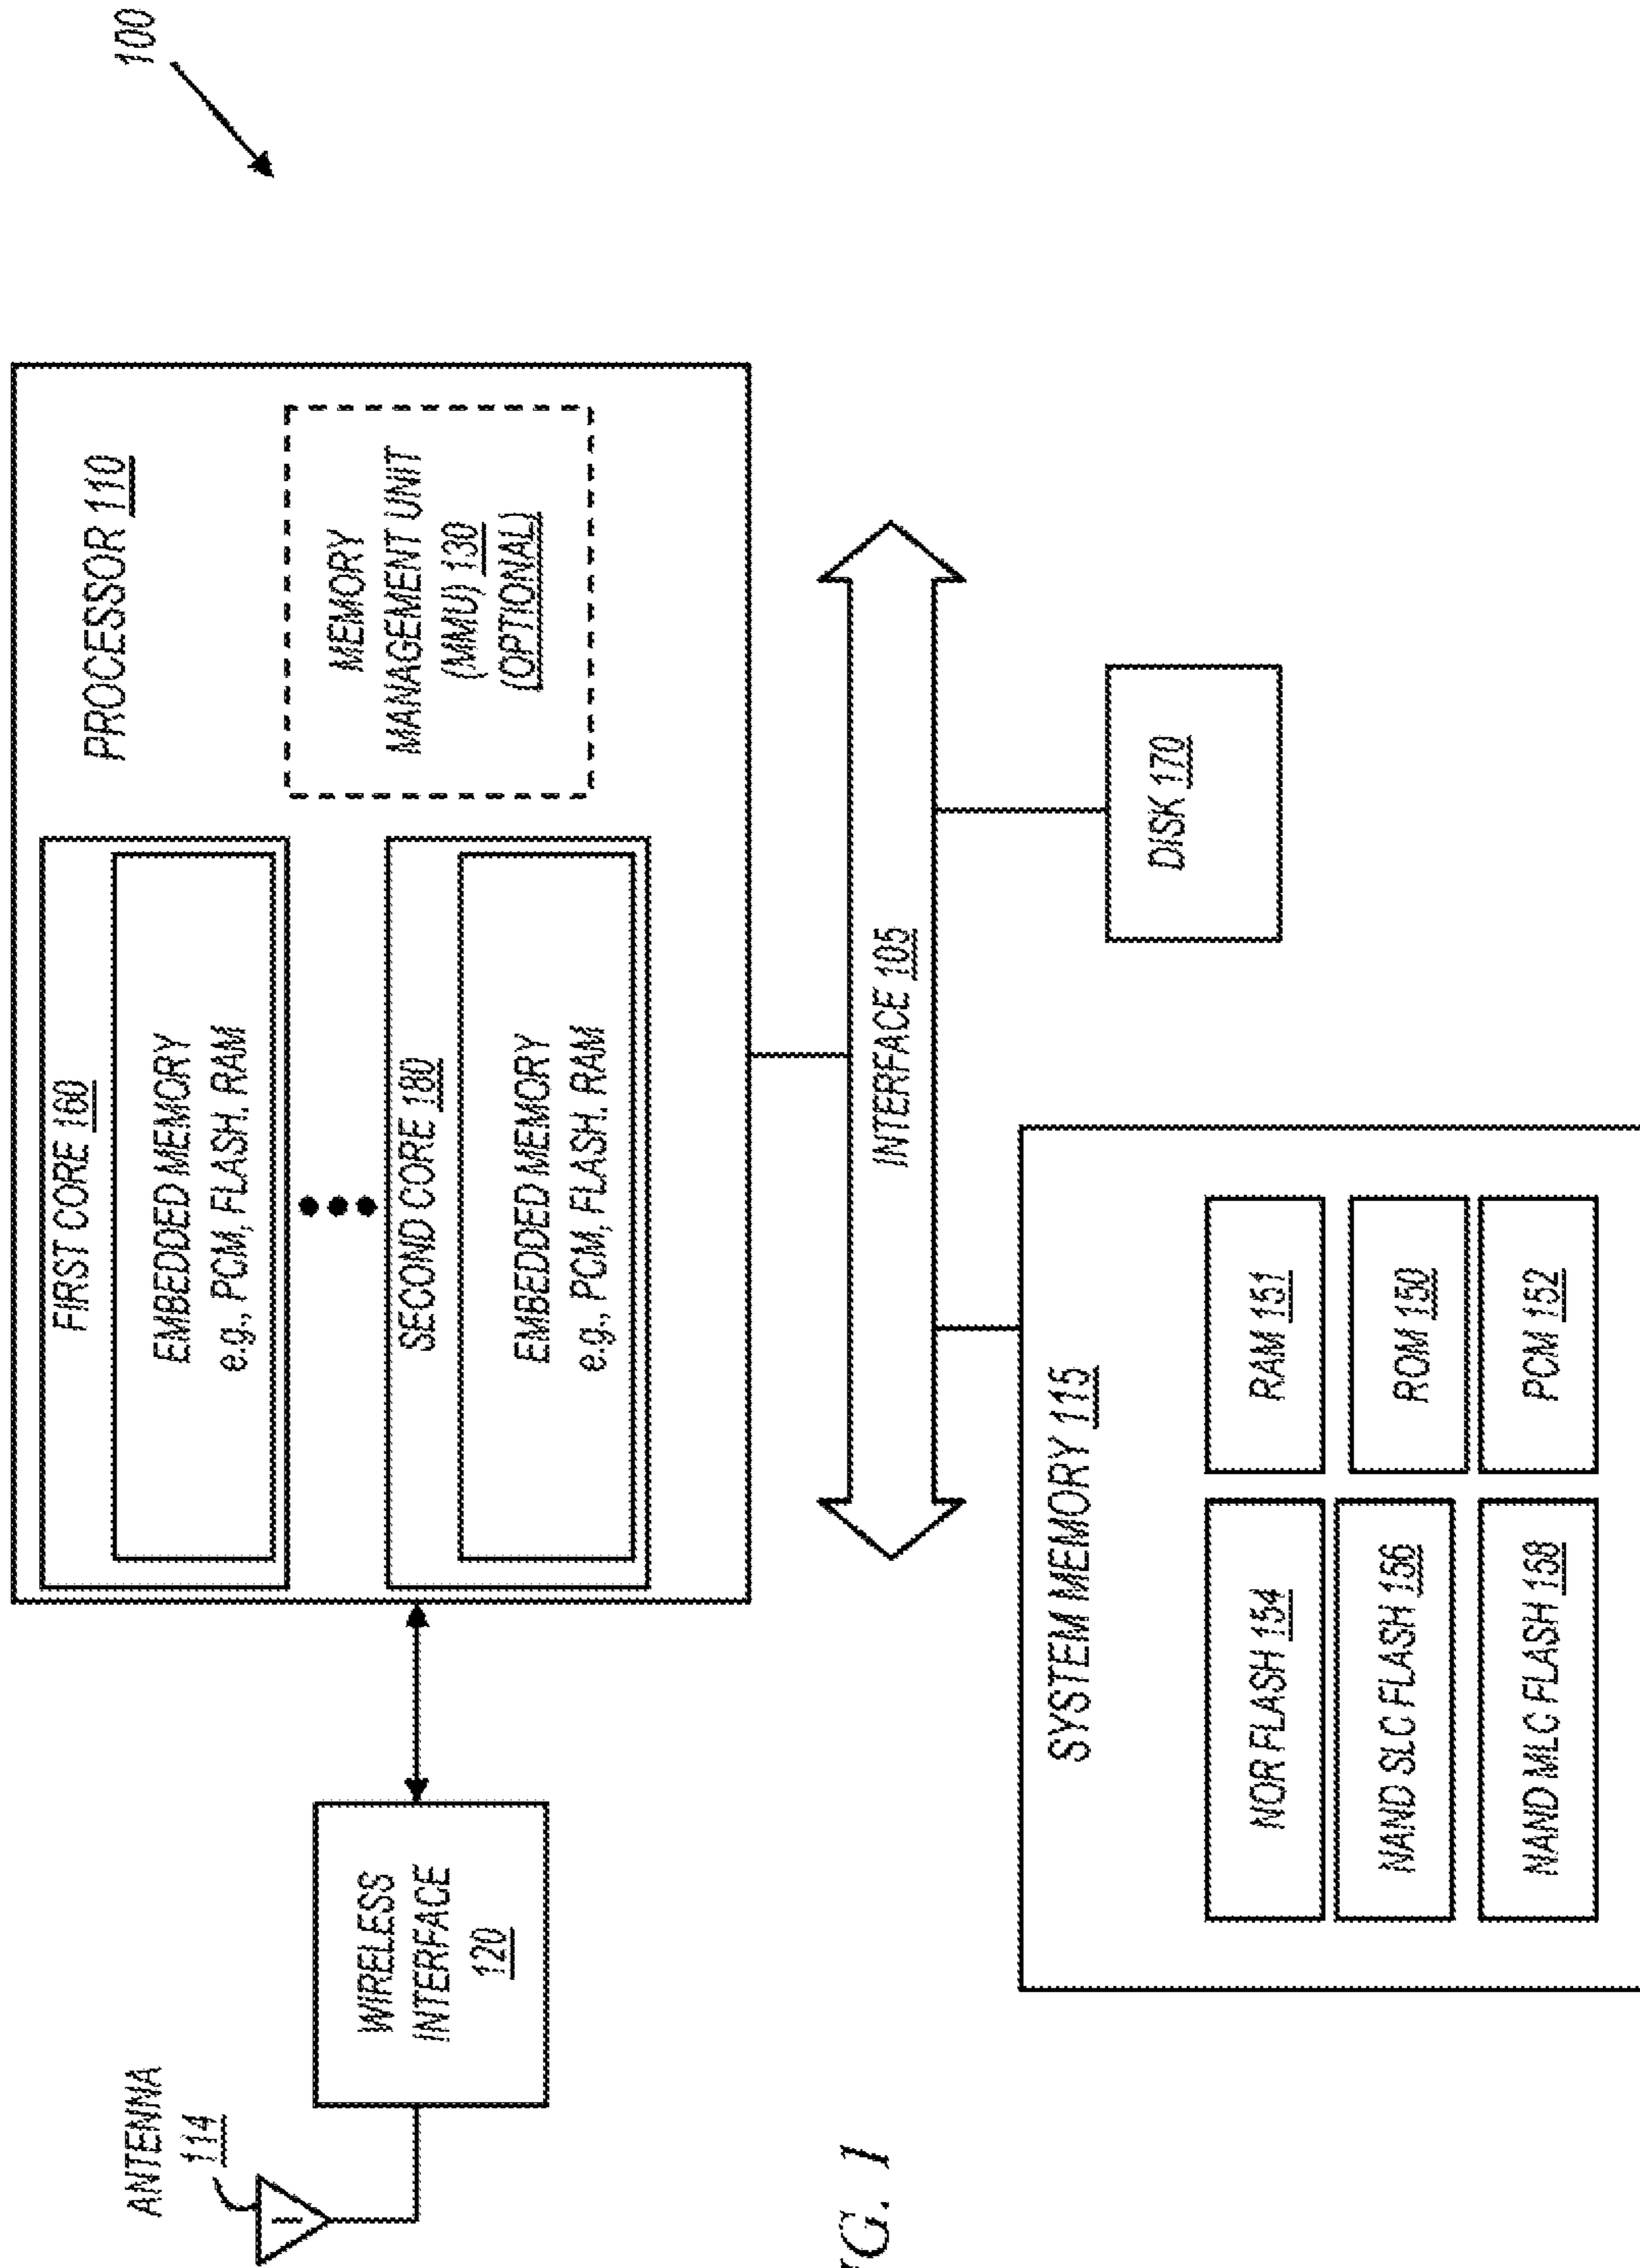 100
PROCESSOR 110
FIRST CORE 160
EMBEDDED MEMORY
e.g., PCM, FLASH. RAM
SECOND CORE 180
EMBEDDED MEMORY
e.g., PCM, FLASH. RAM
MEMORY
MANAGEMENT UNIT
(MMU) 130
(OPTIONAL)
ANTENNA
114
WIRELESS
INTERFACE
120
INTERFACE 105
SYSTEM MEMORY 115
NOR FLASH 154
RAM 151
NAND SLC FLASH 156
ROM 150
NAND MLC FLASH 158
PCM 152
DISK 170
IG. 1